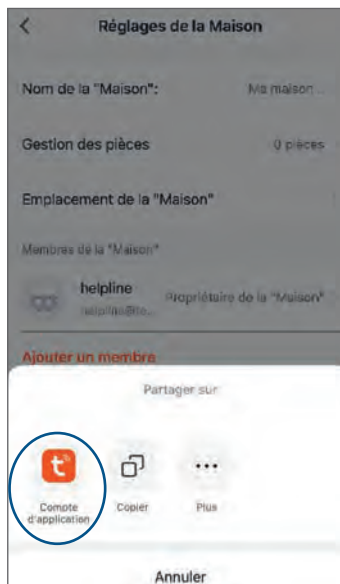 Réglages de la Maison
Nom de la "Maison": Ma maison ..
Gestion des pièces 0 pièces
Emplacement de la "Maison"
Membres de la "Maison"
helpline Propriétaire de la "Maison"
Ajouter un membre
Partager sur
Compte d'application Copier Plus
Annuler